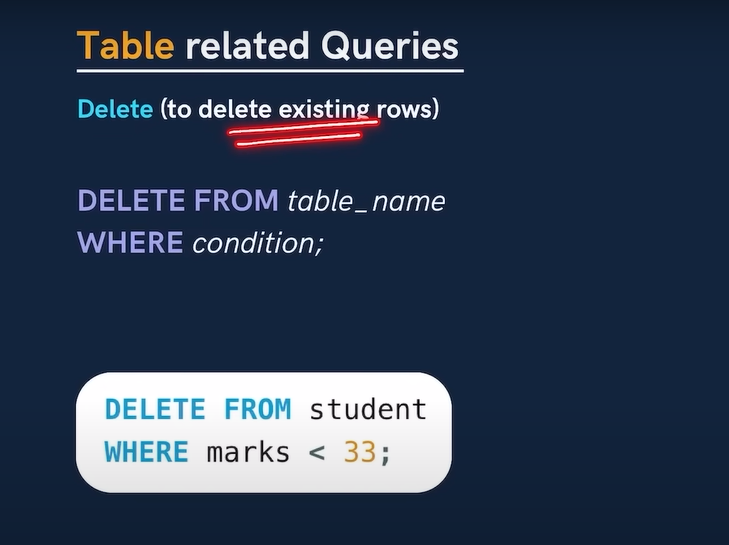 Table related Queries
Delete (to delete existing rows)
DELETE FROM table_name
WHERE condition;
DELETE FROM student
WHERE marks < 33;